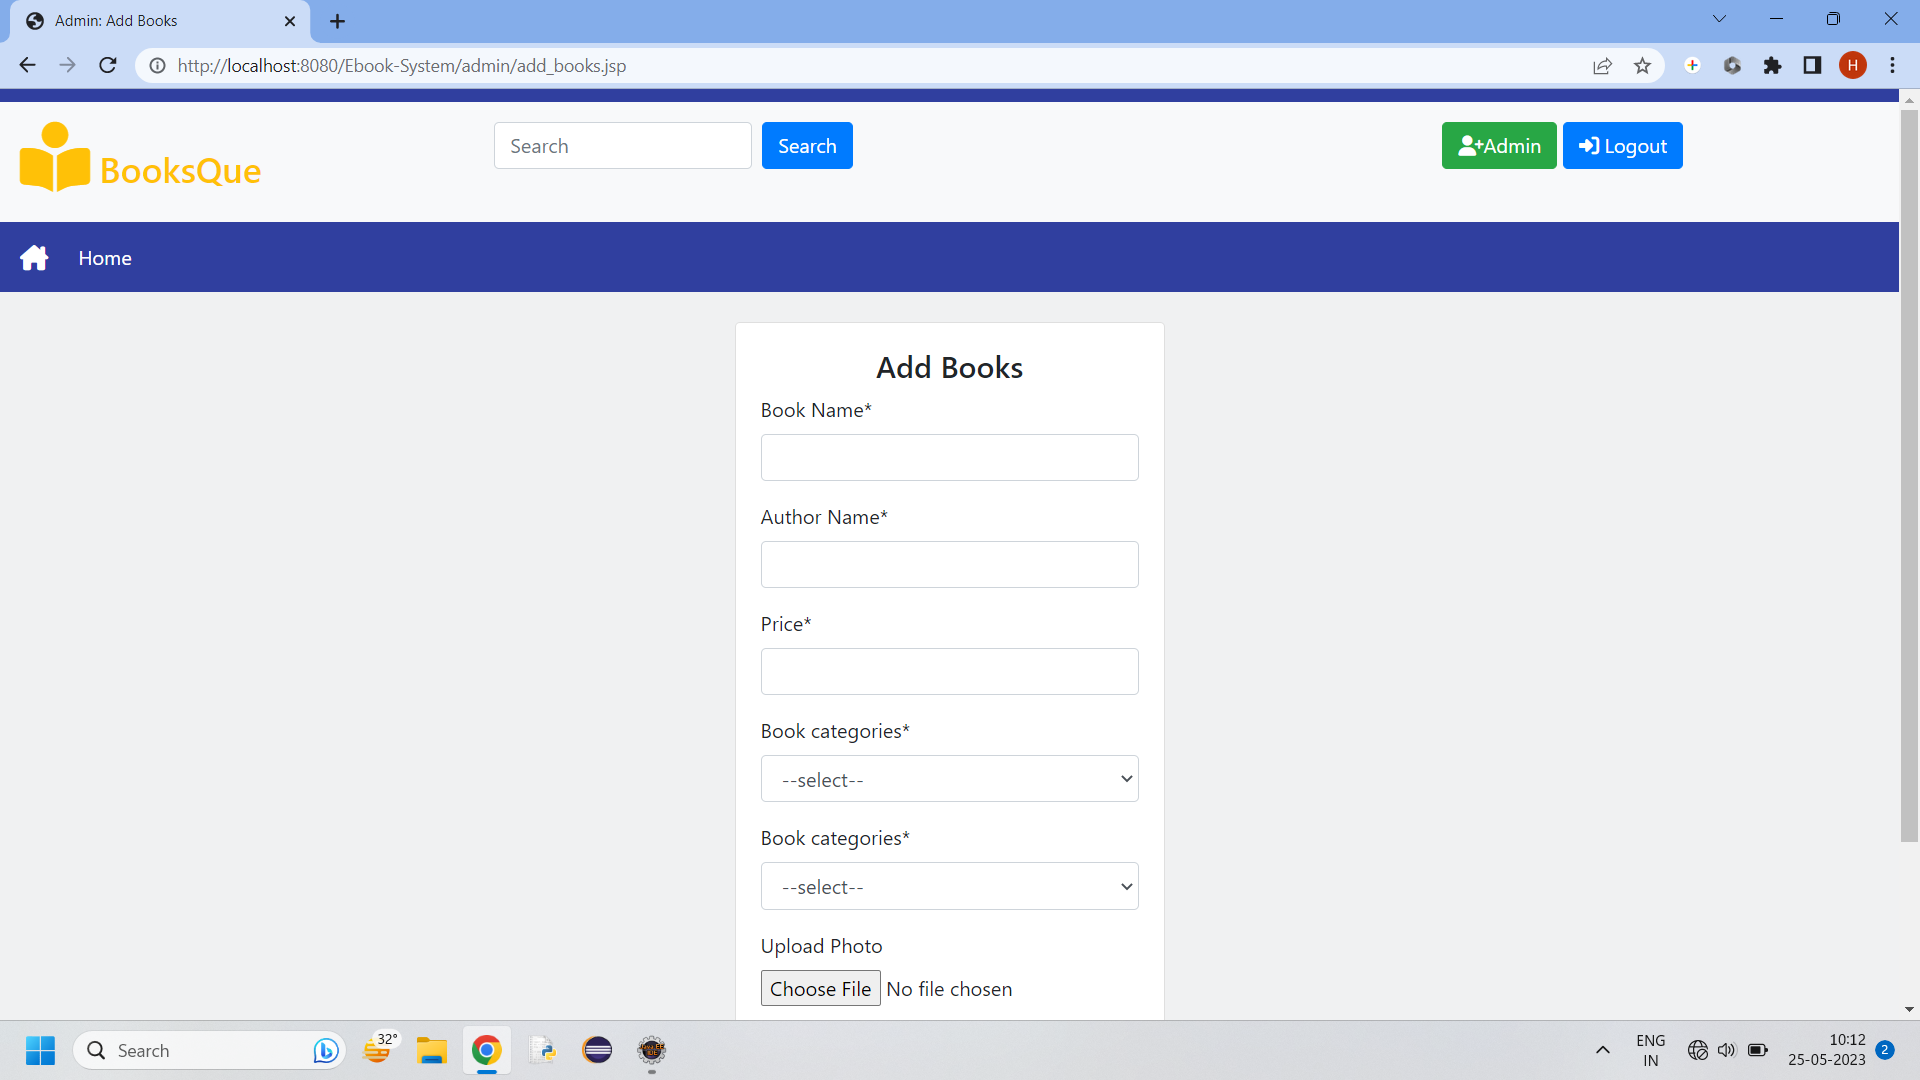 Admin: Add Books
http://localhost:8080/Ebook-System/admin/add_books.jsp
H
BooksQue
Search
Search
Admin
Logout
Home
Add Books
Book Name*
Author Name*
Price*
Book categories*
--select--
Book categories*
--select--
Upload Photo
Choose File No file chosen
Search
32°
ENG
IN
10:12
25-05-2023
2